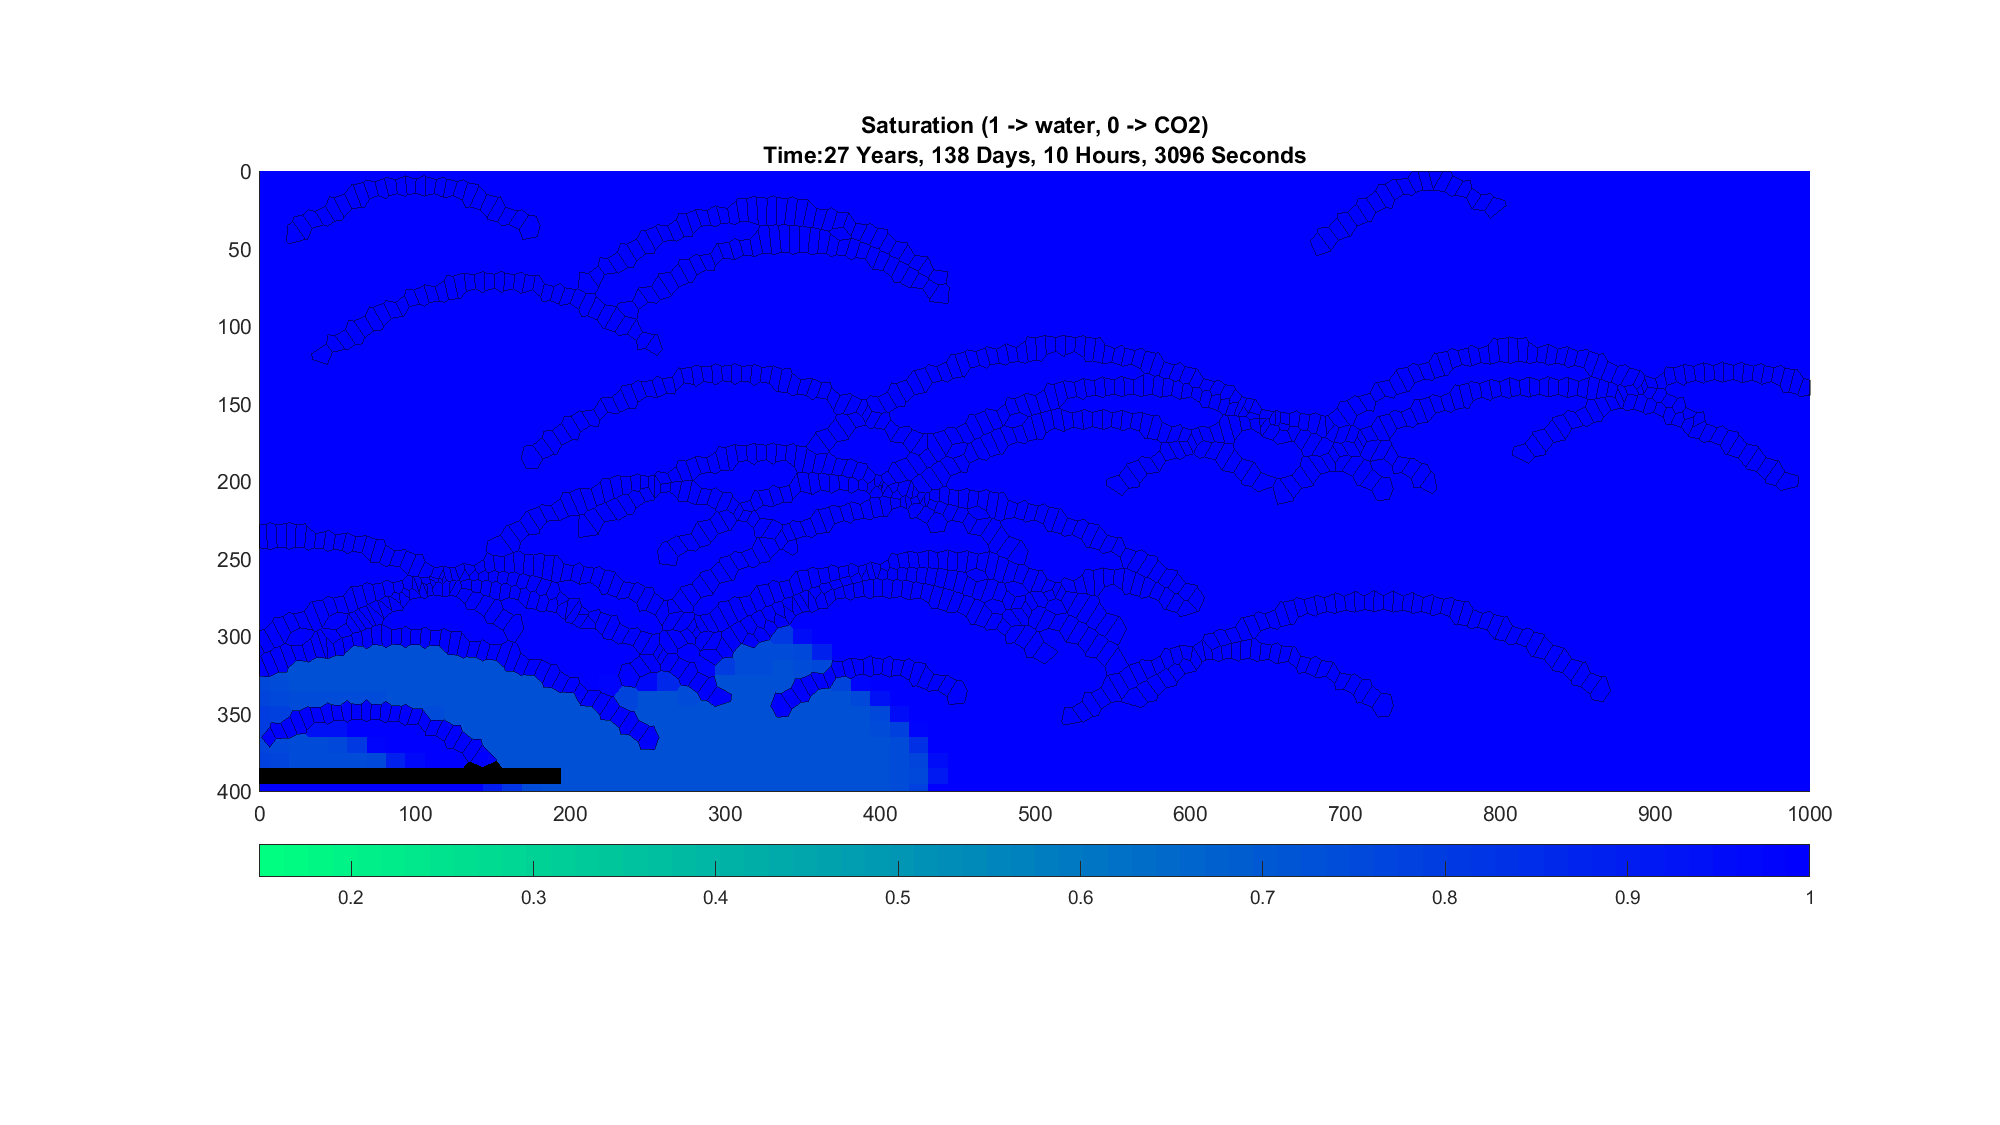 Saturation (1 -> water, 0 -> CO2)
Time:27 Years, 138 Days, 10 Hours, 3096 Seconds
0
50
100
150
200
250
300
350
400
0 100 200 300 400 500 600 700 800 900 1000
0.2 0.3 0.4 0.5 0.6 0.7 0.8 0.9 1